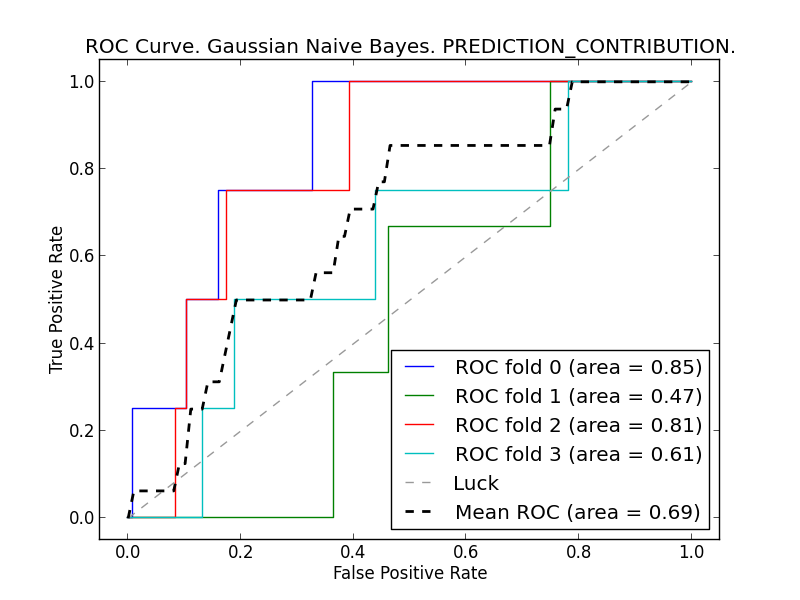 ROC Curve. Gaussian Naive Bayes. PREDICTION_CONTRIBUTION.
1.0
0.8
0.6
0.4
0.2
0.0
True Positive Rate
ROC fold 0 (area = 0.85)
ROC fold 1 (area = 0.47)
ROC fold 2 (area = 0.81)
ROC fold 3 (area = 0.61)
Luck
Mean ROC (area = 0.69)
0.0 0.2 0.4 0.6 0.8 1.0
False Positive Rate